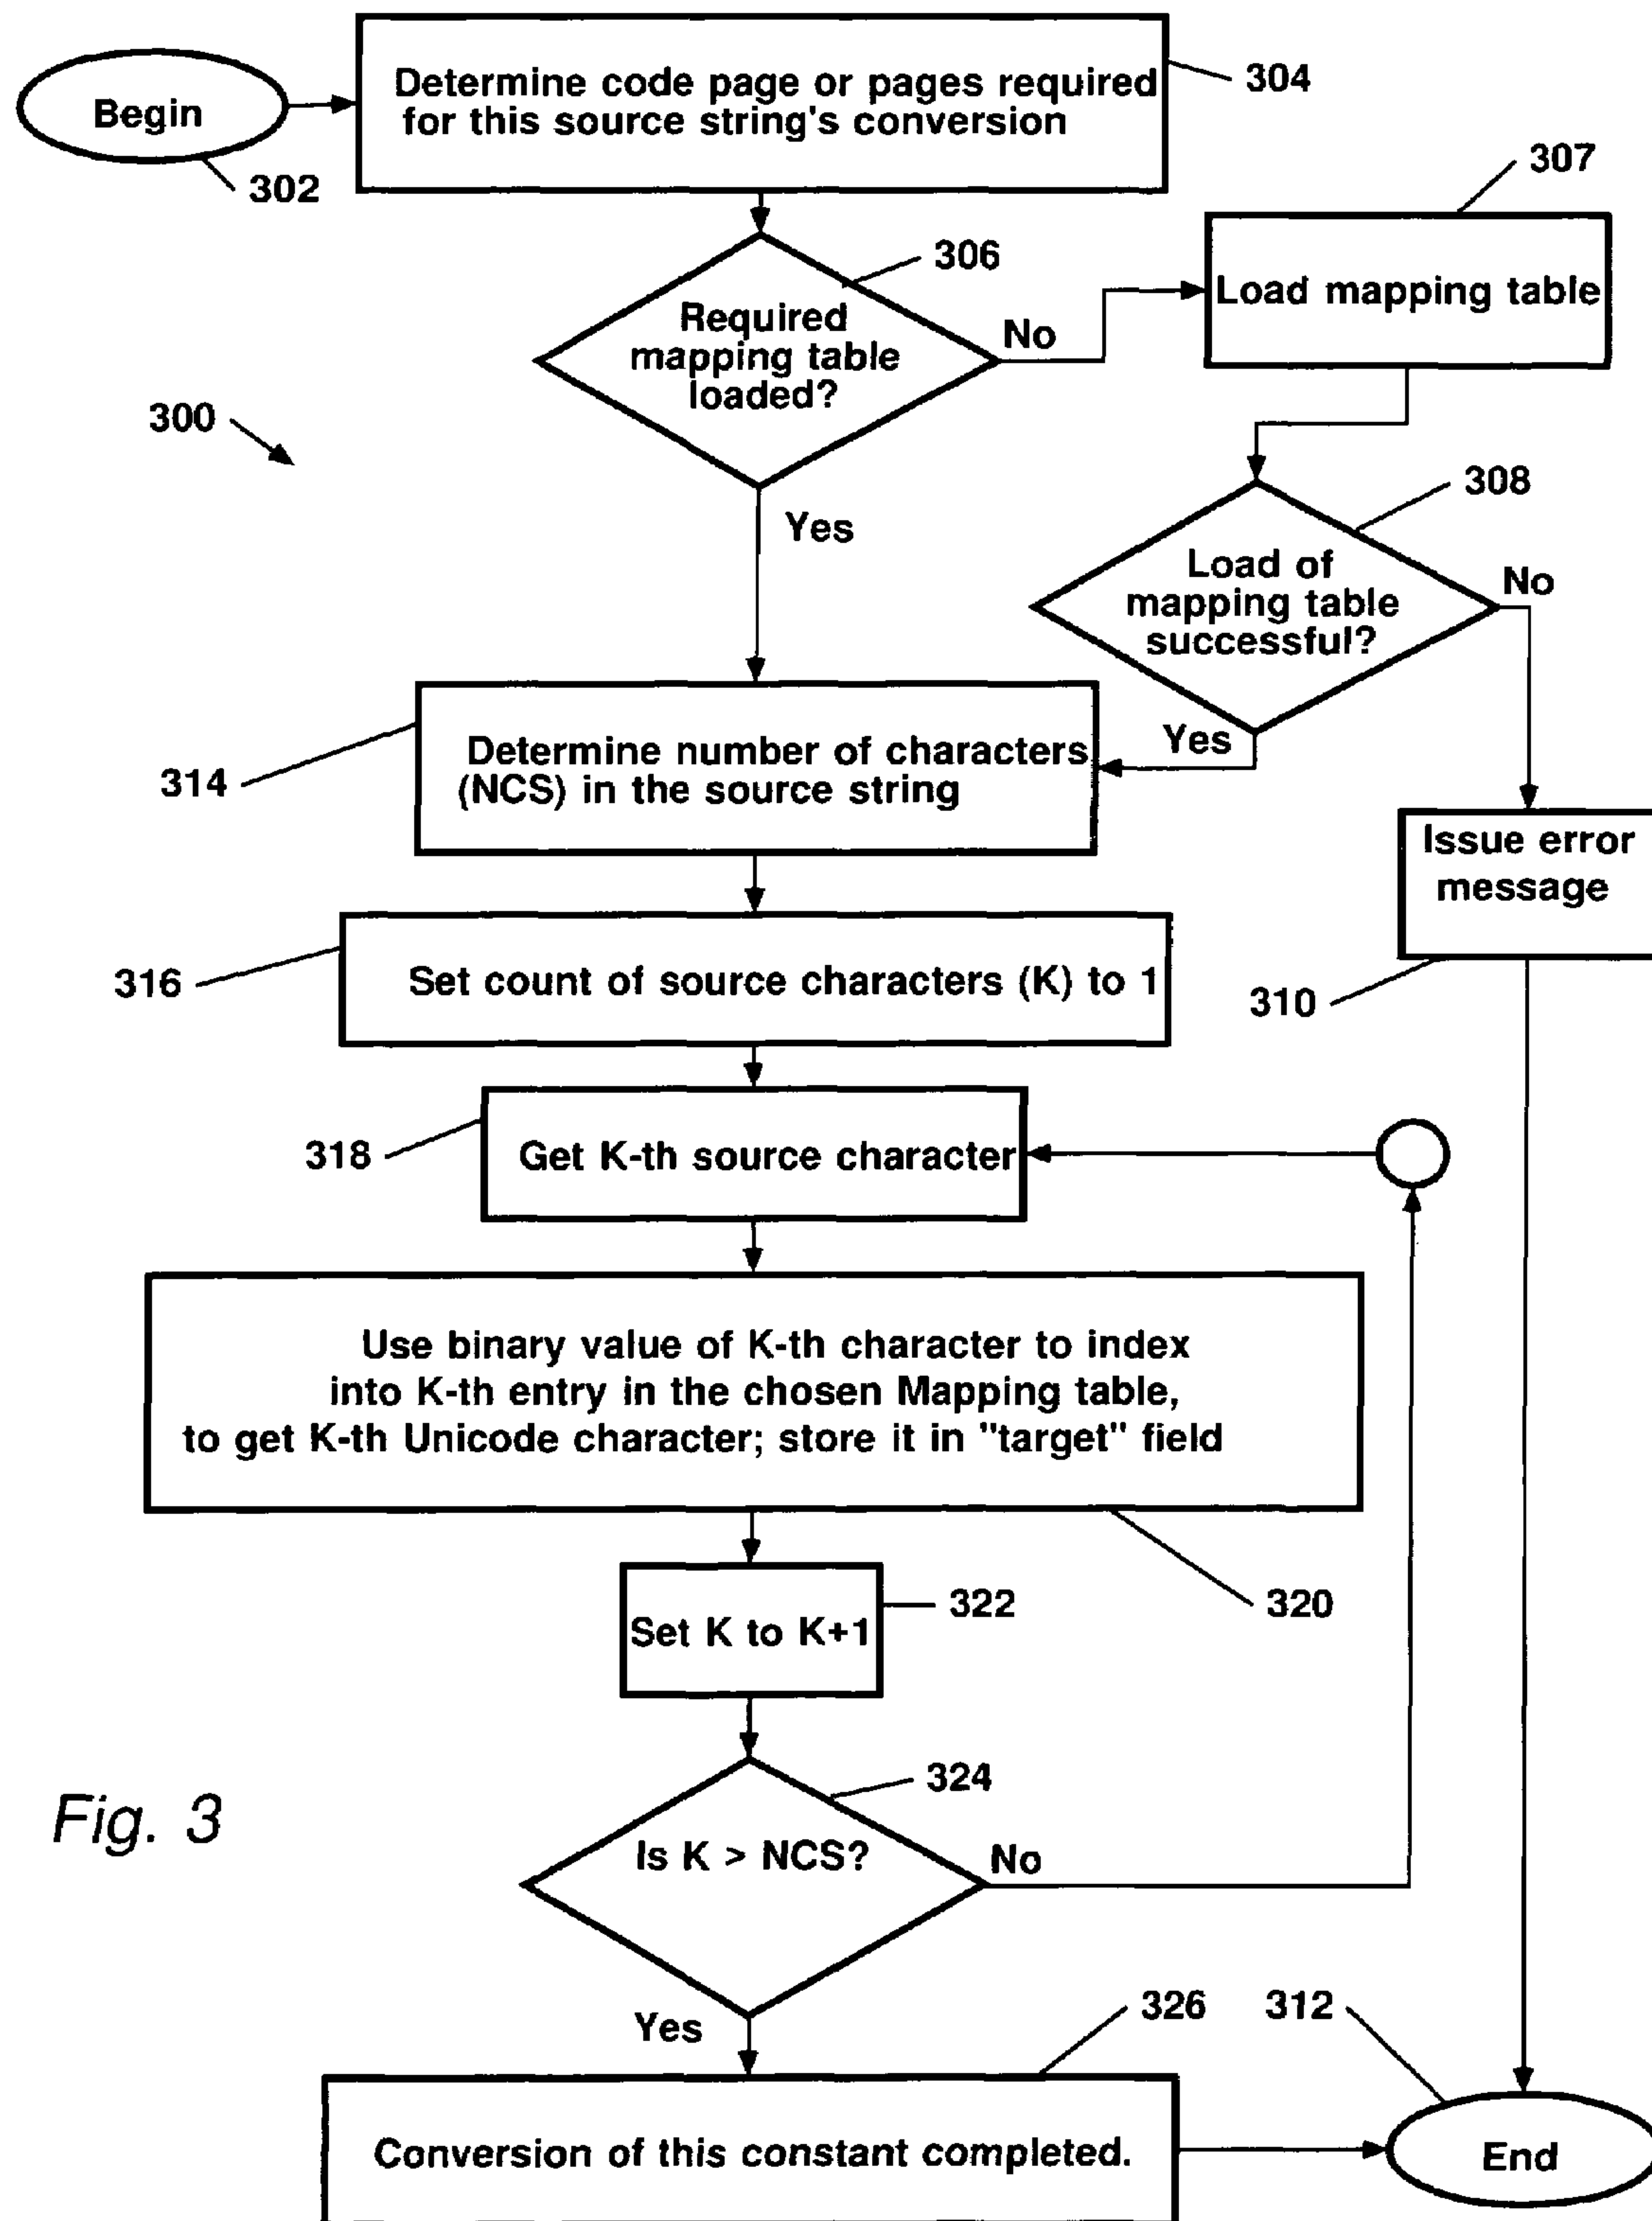 Begin
302
Determine code page or pages required
for this source string's conversion
304
306
Required
mapping table
loaded?
No
Yes
307
Load mapping table
300
308
Load of
mapping table
successful?
No
Yes
314
Determine number of characters
(NCS) in the source string
Issue error
message
310
316
Set count of source characters (K) to 1
318
Get K-th source character
Use binary value of K-th character to index
into K-th entry in the chosen Mapping table,
to get K-th Unicode character; store it in "target" field
320
Set K to K+1
322
324
Is K > NCS?
No
Yes
Fig. 3
326
312
Conversion of this constant completed.
End